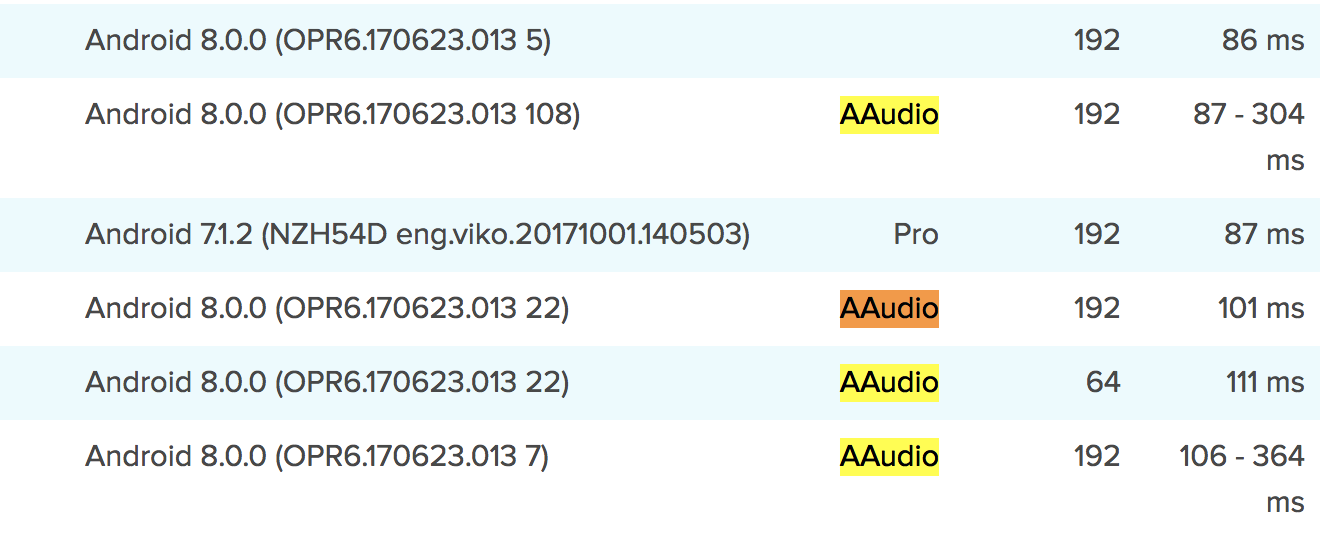 Android 8.0.0 (OPR6.170623.013 5) 192 86 ms
Android 8.0.0 (OPR6.170623.013 108) AAudio 192 87 - 304
ms
Android 7.1.2 (NZH54D eng.viko.20171001.140503) Pro 192 87 ms
Android 8.0.0 (OPR6.170623.013 22) AAudio 192 101 ms
Android 8.0.0 (OPR6.170623.013 22) AAudio 64 111 ms
Android 8.0.0 (OPR6.170623.013 7) AAudio 192 106 - 364
ms